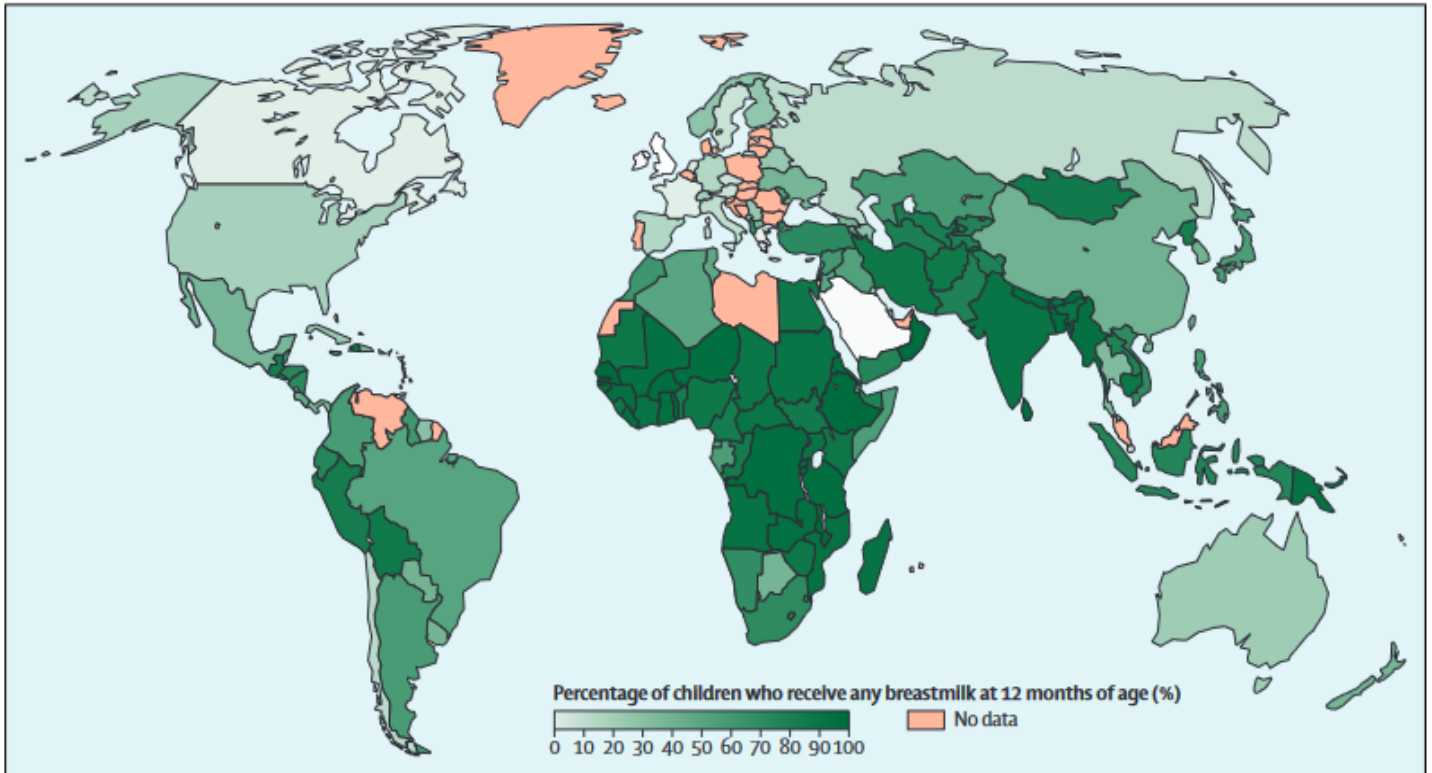 Percentage of children who receive any breastmilk at 12 months of age (%)
No data
0 10 20 30 40 50 60 70 80 90 100